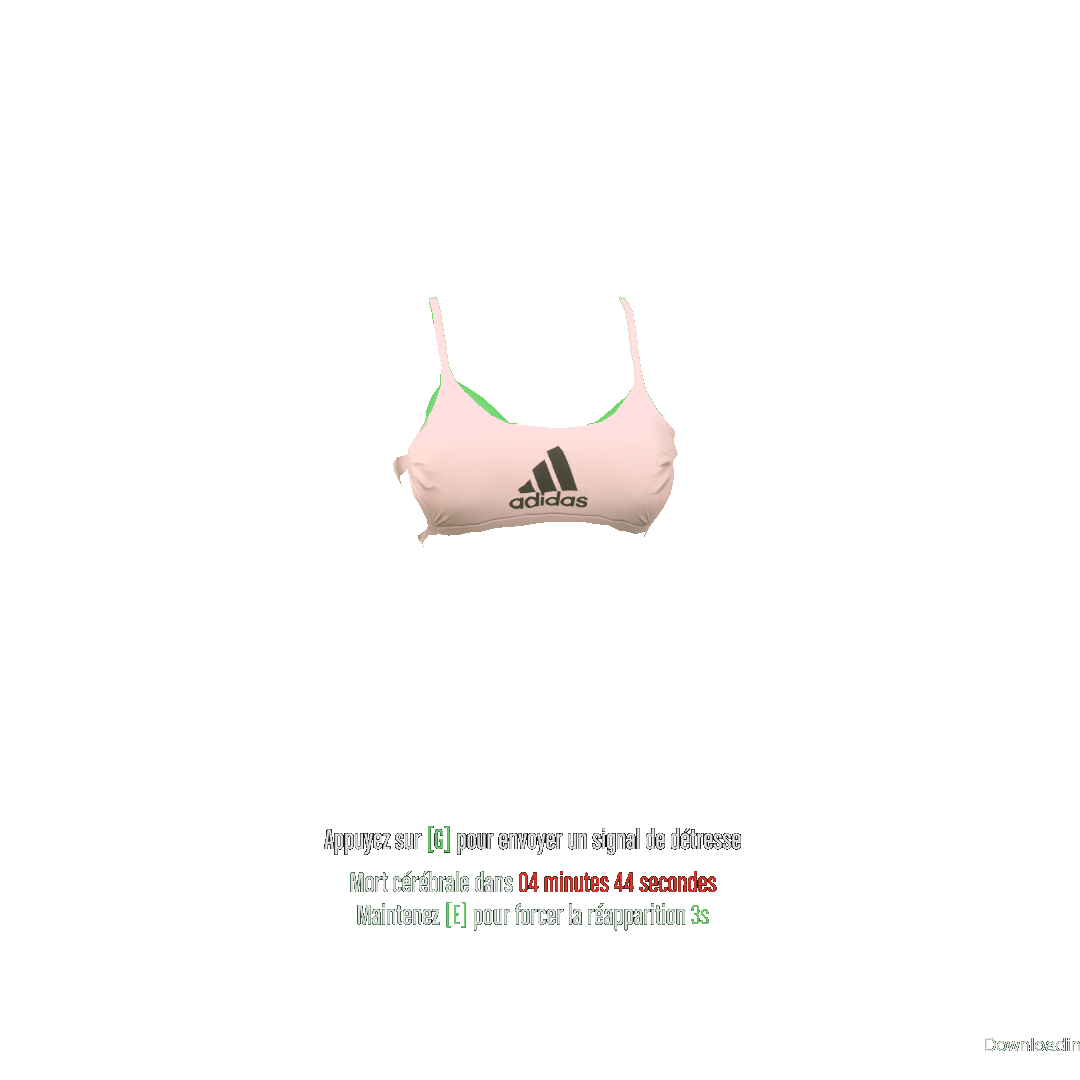 adidas
Appuyez sur [G] pour envoyer un signal de détresse
Mort cérébrale dans 04 minutes 44 secondes
Maintenez [E] pour forcer la réapparition 3s
Downloadin